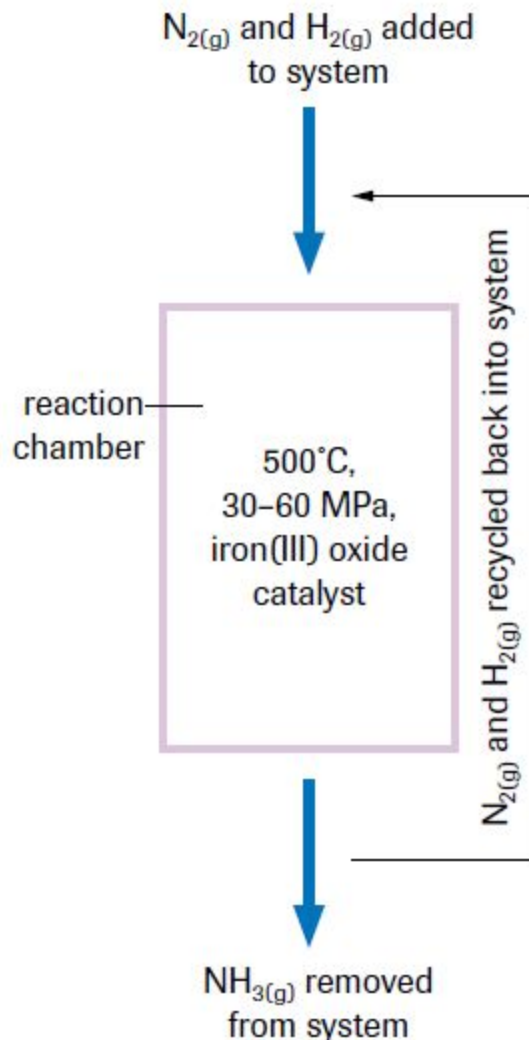 N₂(g) and H₂(g) added
to system
reaction
chamber
500˚C,
30–60 MPa,
iron(III) oxide
catalyst
N₂(g) and H₂(g) recycled back into system
NH₃(g) removed
from system